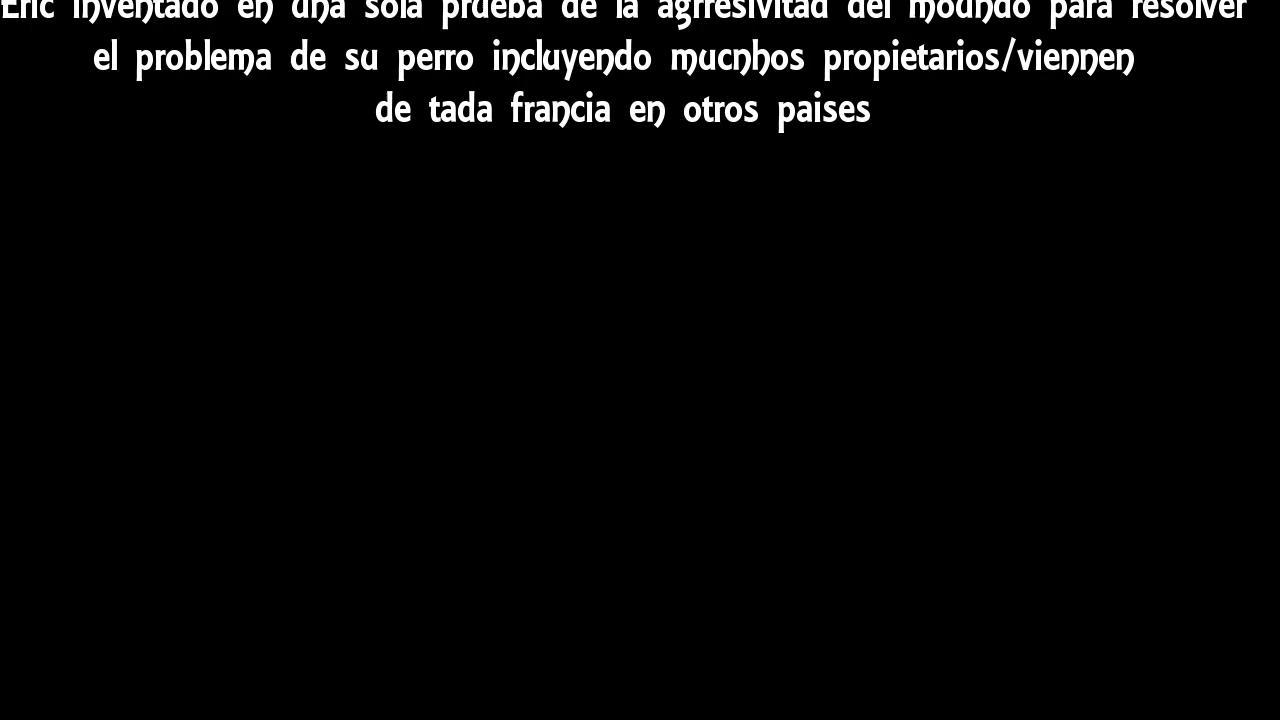 Eric inventado en una sola prueba de la agrresivitad del moundo para resolver
el problema de su perro incluyendo mucnhos propietarios/viennen
de tada francia en otros paises